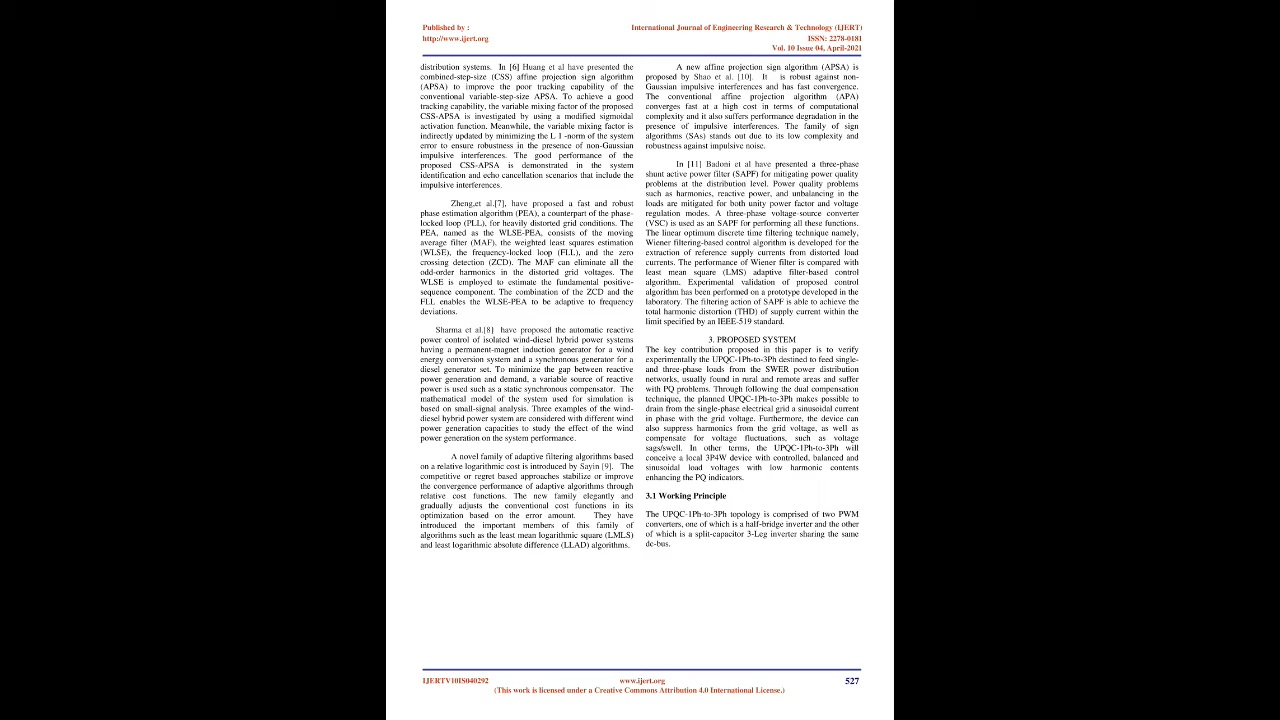 Published by :
http://www.ijert.org
International Journal of Engineering Research & Technology (IJERT)
ISSN: 2278-0181
Vol. 10 Issue 04, April-2021
distribution systems. In [6] Huang et al have presented the
combined-step-size (CSS) affine projection sign algorithm
(APSA) to improve the poor tracking capability of the
conventional variable-step-size APSA. To achieve a good
tracking capability, the variable mixing factor of the proposed
CSS-APSA is investigated by using a modified sigmoidal
activation function. Meanwhile, the variable mixing factor is
indirectly updated by minimizing the L 1 -norm of the system
error to ensure robustness in the presence of non-Gaussian
impulsive interferences. The good performance of the
proposed CSS-APSA is demonstrated in the system
identification and echo cancellation scenarios that include the
impulsive interferences.
Zheng,et al.[7], have proposed a fast and robust
phase estimation algorithm (PEA), a counterpart of the phase-
locked loop (PLL), for heavily distorted grid conditions. The
PEA, named as the WLSE-PEA, consists of the moving
average filter (MAF), the weighted least squares estimation
(WLSE), the frequency-locked loop (FLL), and the zero
crossing detection (ZCD). The MAF can eliminate all the
odd-order harmonics in the distorted grid voltages. The
WLSE is employed to estimate the fundamental positive-
sequence component. The combination of the ZCD and the
FLL enables the WLSE-PEA to be adaptive to frequency
deviations.
Sharma et al.[8} have proposed the automatic reactive
power control of isolated wind-diesel hybrid power systems
having a permanent-magnet induction generator for a wind
energy conversion system and a synchronous generator for a
diesel generator set. To minimize the gap between reactive
power generation and demand, a variable source of reactive
power is used such as a static synchronous compensator. The
mathematical model of the system used for simulation is
based on small-signal analysis. Three examples of the wind-
diesel hybrid power system are considered with different wind
power generation capacities to study the effect of the wind
power generation on the system performance.
A novel family of adaptive filtering algorithms based
on a relative logarithmic cost is introduced by Sayin [9]. The
competitive or regret based approaches stabilize or improve
the convergence performance of adaptive algorithms through
relative cost functions. The new family elegantly and
gradually adjusts the conventional cost functions in its
optimization based on the error amount. They have
introduced the important members of this family of
algorithms such as the least mean logarithmic square (LMLS)
and least logarithmic absolute difference (LLAD) algorithms.
A new affine projection sign algorithm (APSA) is
proposed by Shao et al. [10]. It is robust against non-
Gaussian impulsive interferences and has fast convergence.
The conventional affine projection algorithm (APA)
converges fast at a high cost in terms of computational
complexity and it also suffers performance degradation in the
presence of impulsive interferences. The family of sign
algorithms (SAs) stands out due to its low complexity and
robustness against impulsive noise.
In [11] Badoni et al have presented a three-phase
shunt active power filter (SAPF) for mitigating power quality
problems at the distribution level. Power quality problems
such as harmonics, reactive power, and unbalancing in the
loads are mitigated for both unity power factor and voltage
regulation modes. A three-phase voltage-source converter
(VSC) is used as an SAPF for performing all these functions.
The linear optimum discrete time filtering technique namely,
Wiener filtering-based control algorithm is developed for the
extraction of reference supply currents from distorted load
currents. The performance of Wiener filter is compared with
least mean square (LMS) adaptive filter-based control
algorithm. Experimental validation of proposed control
algorithm has been performed on a prototype developed in the
laboratory. The filtering action of SAPF is able to achieve the
total harmonic distortion (THD) of supply current within the
limit specified by an IEEE-519 standard.
3. PROPOSED SYSTEM
The key contribution proposed in this paper is to verify
experimentally the UPQC-1Ph-to-3Ph destined to feed single-
and three-phase loads from the SWER power distribution
networks, usually found in rural and remote areas and suffer
with PQ problems. Through following the dual compensation
technique, the planned UPQC-1Ph-to-3Ph makes possible to
drain from the single-phase electrical grid a sinusoidal current
in phase with the grid voltage. Furthermore, the device can
also suppress harmonics from the grid voltage, as well as
compensate for voltage fluctuations, such as voltage
sags/swell. In other terms, the UPQC-1Ph-to-3Ph will
conceive a local 3P4W device with controlled, balanced and
sinusoidal load voltages with low harmonic contents
enhancing the PQ indicators.
3.1 Working Principle
The UPQC-1Ph-to-3Ph topology is comprised of two PWM
converters, one of which is a half-bridge inverter and the other
of which is a split-capacitor 3-Leg inverter sharing the same
dc-bus.
IJERTV10IS040292
www.ijert.org
527
(This work is licensed under a Creative Commons Attribution 4.0 International License.)